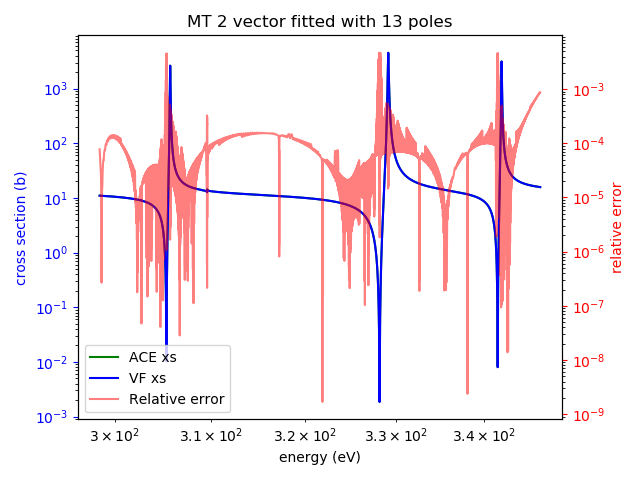 MT 2 vector fitted with 13 poles
cross section (b)
10³
10²
10¹
10⁰
10⁻¹
10⁻²
10⁻³
10⁻³
10⁻⁴
10⁻⁵
10⁻⁶
10⁻⁷
10⁻⁸
10⁻⁹
relative error
ACE xs
VF xs
Relative error
3 × 10² 3.1 × 10² 3.2 × 10² 3.3 × 10² 3.4 × 10²
energy (eV)